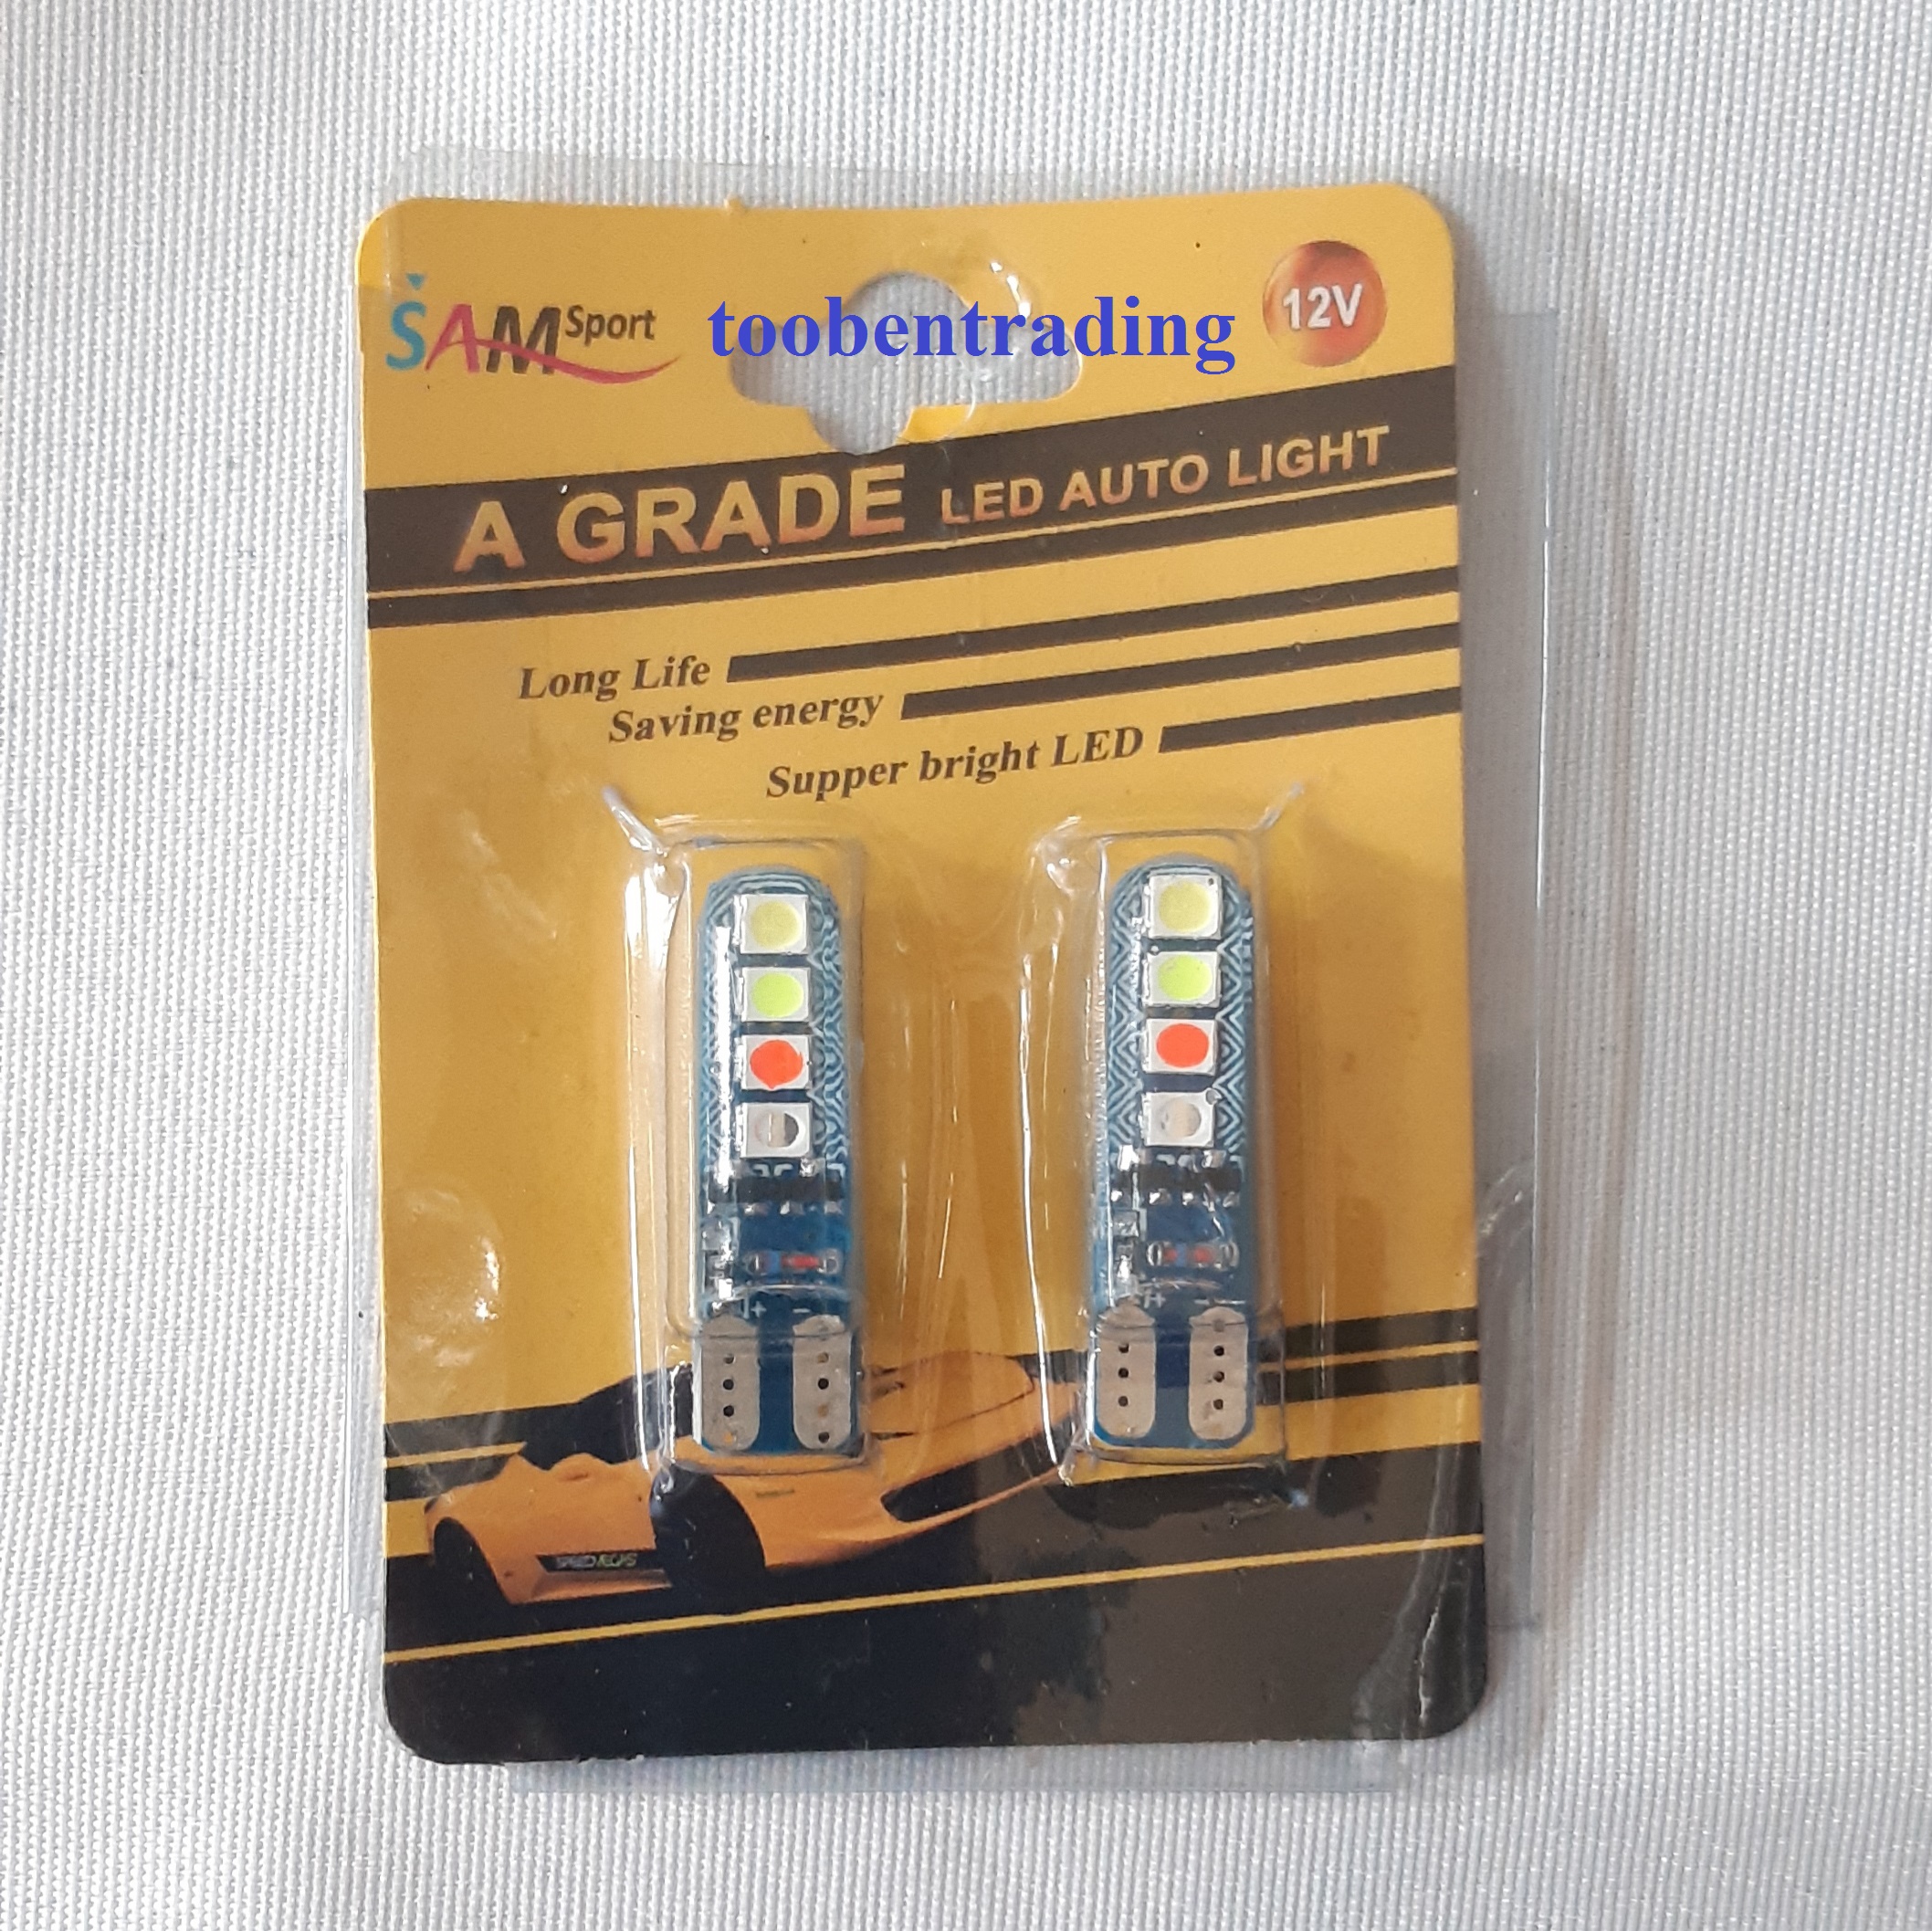 ŠAM Sport
toobentrading
12V
A GRADE LED AUTO LIGHT
Long Life
Saving energy
Supper bright LED
+ −
+ −